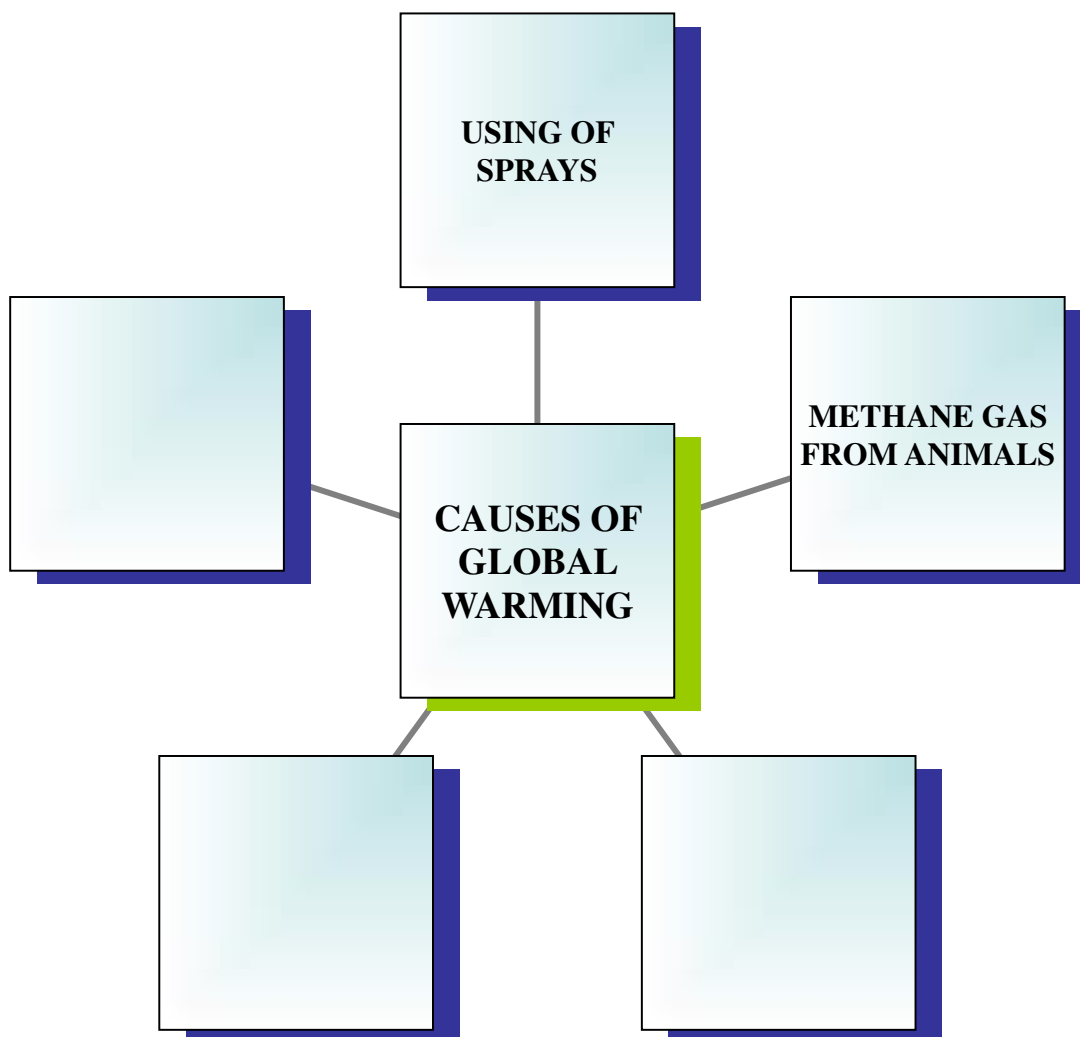 USING OF
SPRAYS
METHANE GAS
FROM ANIMALS
CAUSES OF
GLOBAL
WARMING